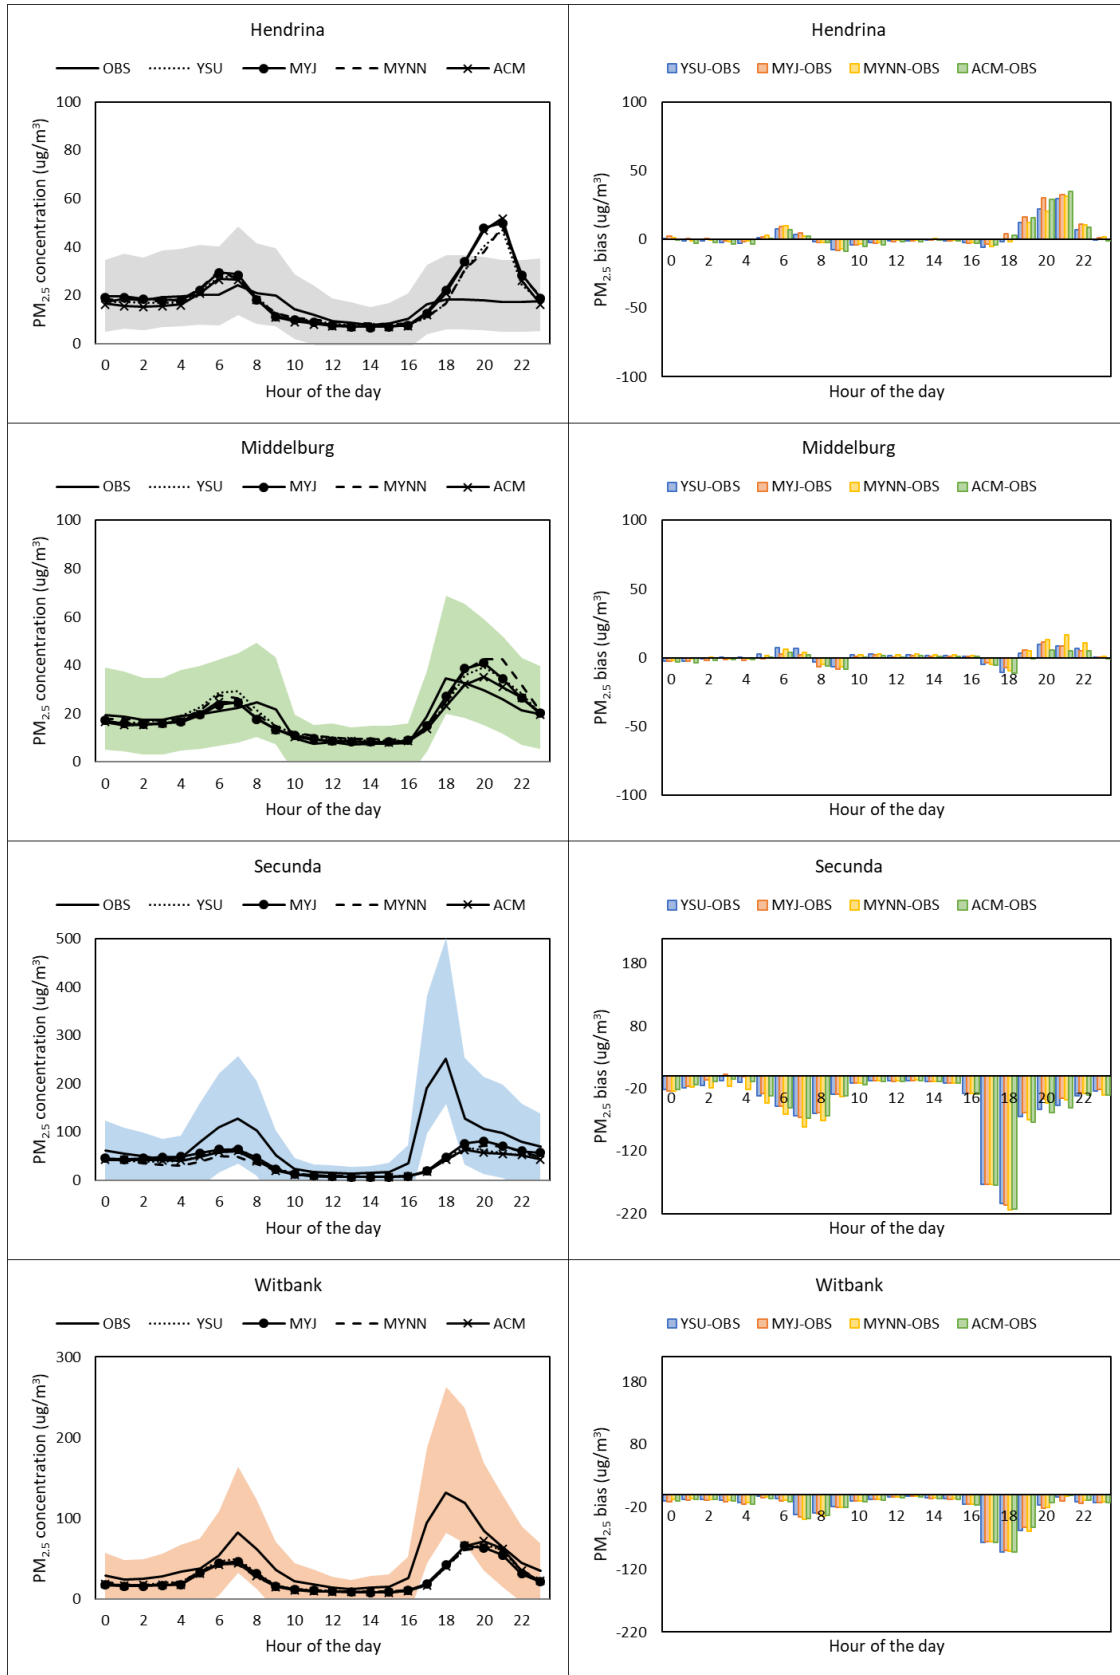 Hendrina
OBS YSU MYJ MYNN ACM
100
80
60
40
20
0
PM2.5 concentration (ug/m³)
0 2 4 6 8 10 12 14 16 18 20 22
Hour of the day
Hendrina
YSU-OBS MYJ-OBS MYNN-OBS ACM-OBS
100
50
0
-50
-100
PM2.5 bias (ug/m³)
0 2 4 6 8 10 12 14 16 18 20 22
Hour of the day
Middelburg
OBS YSU MYJ MYNN ACM
100
80
60
40
20
0
PM2.5 concentration (ug/m³)
0 2 4 6 8 10 12 14 16 18 20 22
Hour of the day
Middelburg
YSU-OBS MYJ-OBS MYNN-OBS ACM-OBS
100
50
0
-50
-100
PM2.5 bias (ug/m³)
0 2 4 6 8 10 12 14 16 18 20 22
Hour of the day
Secunda
OBS YSU MYJ MYNN ACM
500
400
300
200
100
0
PM2.5 concentration (ug/m³)
0 2 4 6 8 10 12 14 16 18 20 22
Hour of the day
Secunda
YSU-OBS MYJ-OBS MYNN-OBS ACM-OBS
180
80
-20
-120
-220
PM2.5 bias (ug/m³)
0 2 4 6 8 10 12 14 16 18 20 22
Hour of the day
Witbank
OBS YSU MYJ MYNN ACM
300
200
100
0
PM2.5 concentration (ug/m³)
0 2 4 6 8 10 12 14 16 18 20 22
Hour of the day
Witbank
YSU-OBS MYJ-OBS MYNN-OBS ACM-OBS
180
80
-20
-120
-220
PM2.5 bias (ug/m³)
0 2 4 6 8 10 12 14 16 18 20 22
Hour of the day